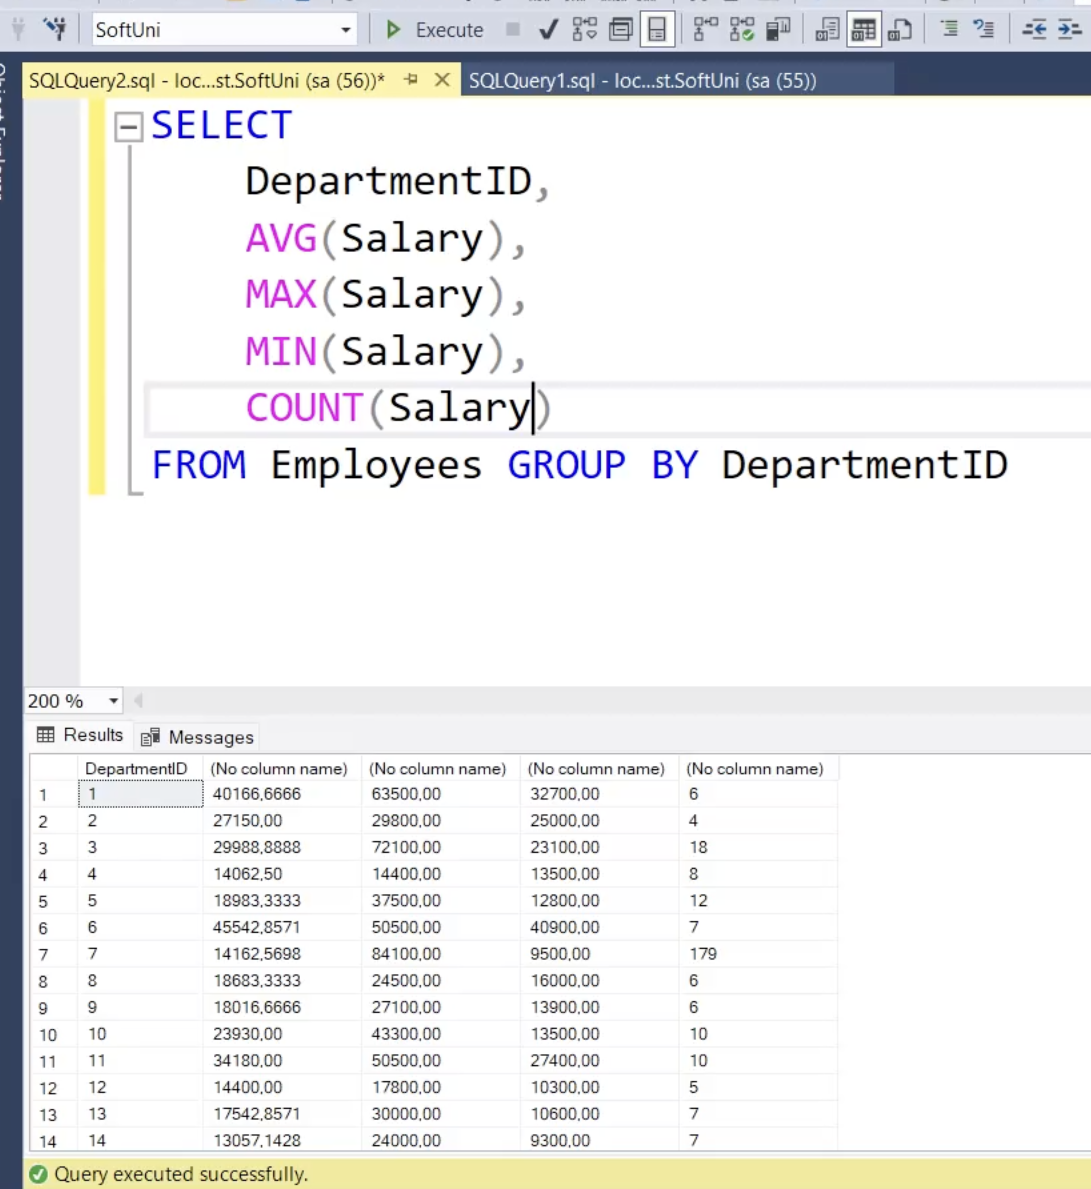 SoftUni Execute
SQLQuery2.sql - loc...st.SoftUni (sa (56))* SQLQuery1.sql - loc...st.SoftUni (sa (55))
SELECT
DepartmentID,
AVG(Salary),
MAX(Salary),
MIN(Salary),
COUNT(Salary)
FROM Employees GROUP BY DepartmentID
200 %
Results Messages
DepartmentID (No column name) (No column name) (No column name) (No column name)
1 1 40166,6666 63500,00 32700,00 6
2 2 27150,00 29800,00 25000,00 4
3 3 29988,8888 72100,00 23100,00 18
4 4 14062,50 14400,00 13500,00 8
5 5 18983,3333 37500,00 12800,00 12
6 6 45542,8571 50500,00 40900,00 7
7 7 14162,5698 84100,00 9500,00 179
8 8 18683,3333 24500,00 16000,00 6
9 9 18016,6666 27100,00 13900,00 6
10 10 23930,00 43300,00 13500,00 10
11 11 34180,00 50500,00 27400,00 10
12 12 14400,00 17800,00 10300,00 5
13 13 17542,8571 30000,00 10600,00 7
14 14 13057,1428 24000,00 9300,00 7
Query executed successfully.